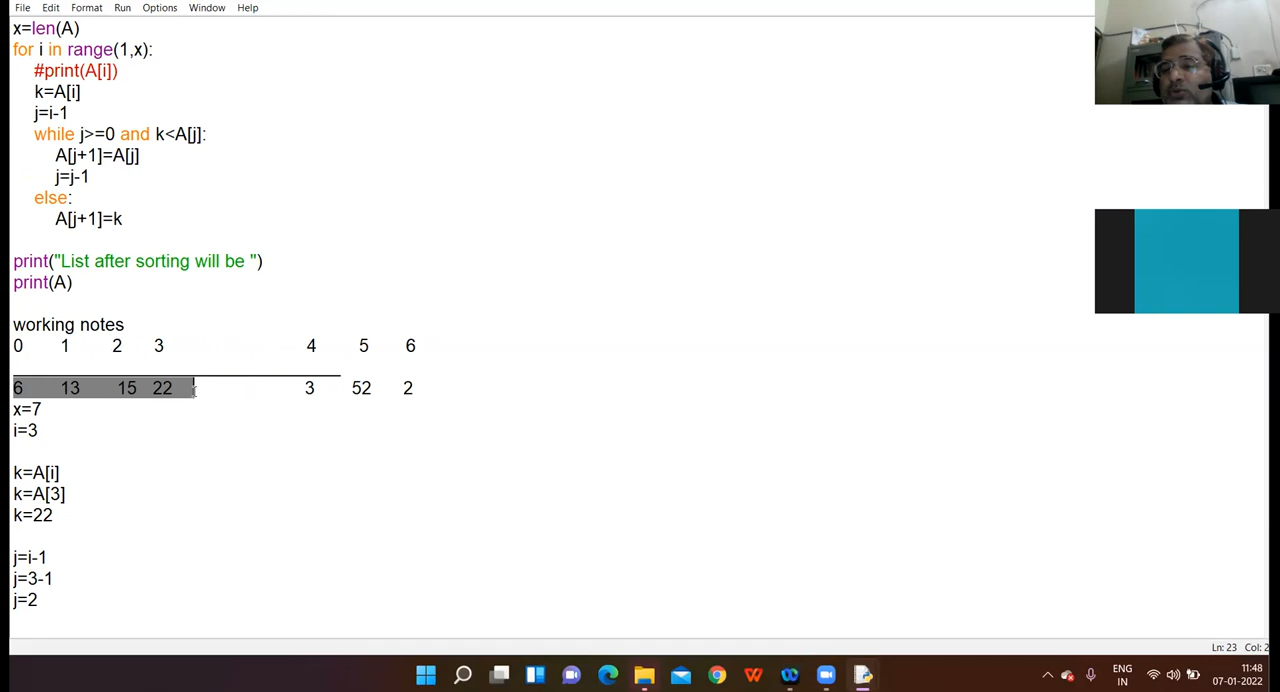 File Edit Format Run Options Window Help
x=len(A)
for i in range(1,x):
#print(A[i])
k=A[i]
j=i-1
while j>=0 and k<A[j]:
A[j+1]=A[j]
j=j-1
else:
A[j+1]=k
print("List after sorting will be ")
print(A)
working notes
0 1 2 3 4 5 6
6 13 15 22 3 52 2
x=7
i=3
k=A[i]
k=A[3]
k=22
j=i-1
j=3-1
j=2
Ln: 23 Col: 2
ENG
IN
11:48
07-01-2022